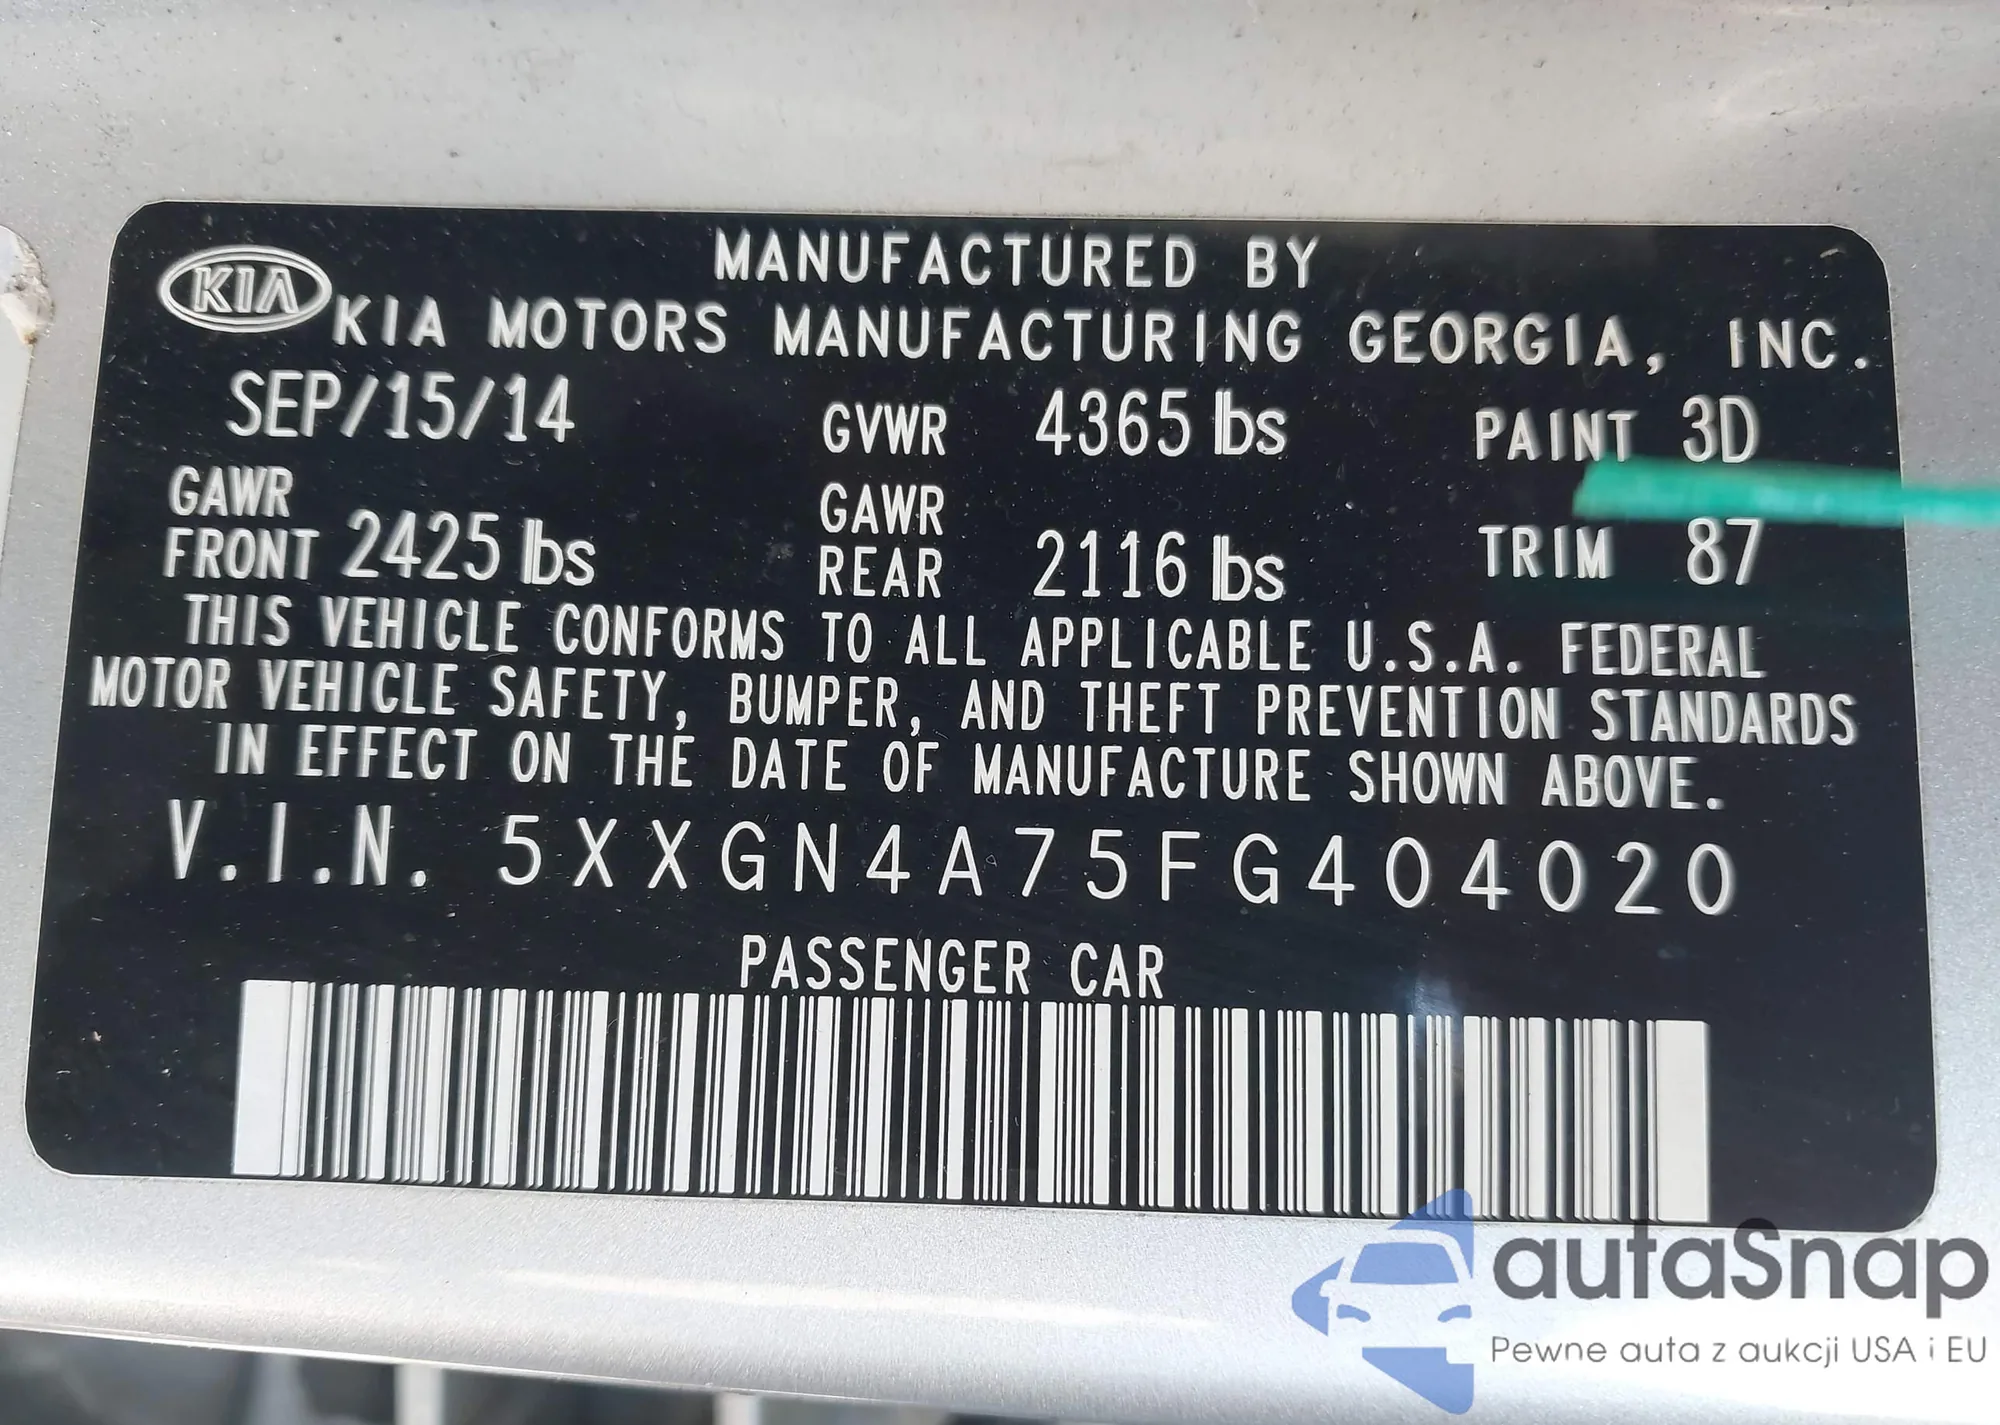 MANUFACTURED BY
KIA KIA MOTORS MANUFACTURING GEORGIA, INC.
SEP/15/14 GVWR 4365 lbs PAINT 3D
GAWR FRONT 2425 lbs GAWR REAR 2116 lbs TRIM 87
THIS VEHICLE CONFORMS TO ALL APPLICABLE U.S.A. FEDERAL
MOTOR VEHICLE SAFETY, BUMPER, AND THEFT PREVENTION STANDARDS
IN EFFECT ON THE DATE OF MANUFACTURE SHOWN ABOVE.
V.I.N. 5XXGN4A75FG404020
PASSENGER CAR
autaSnap
Pewne auta z aukcji USA i EU